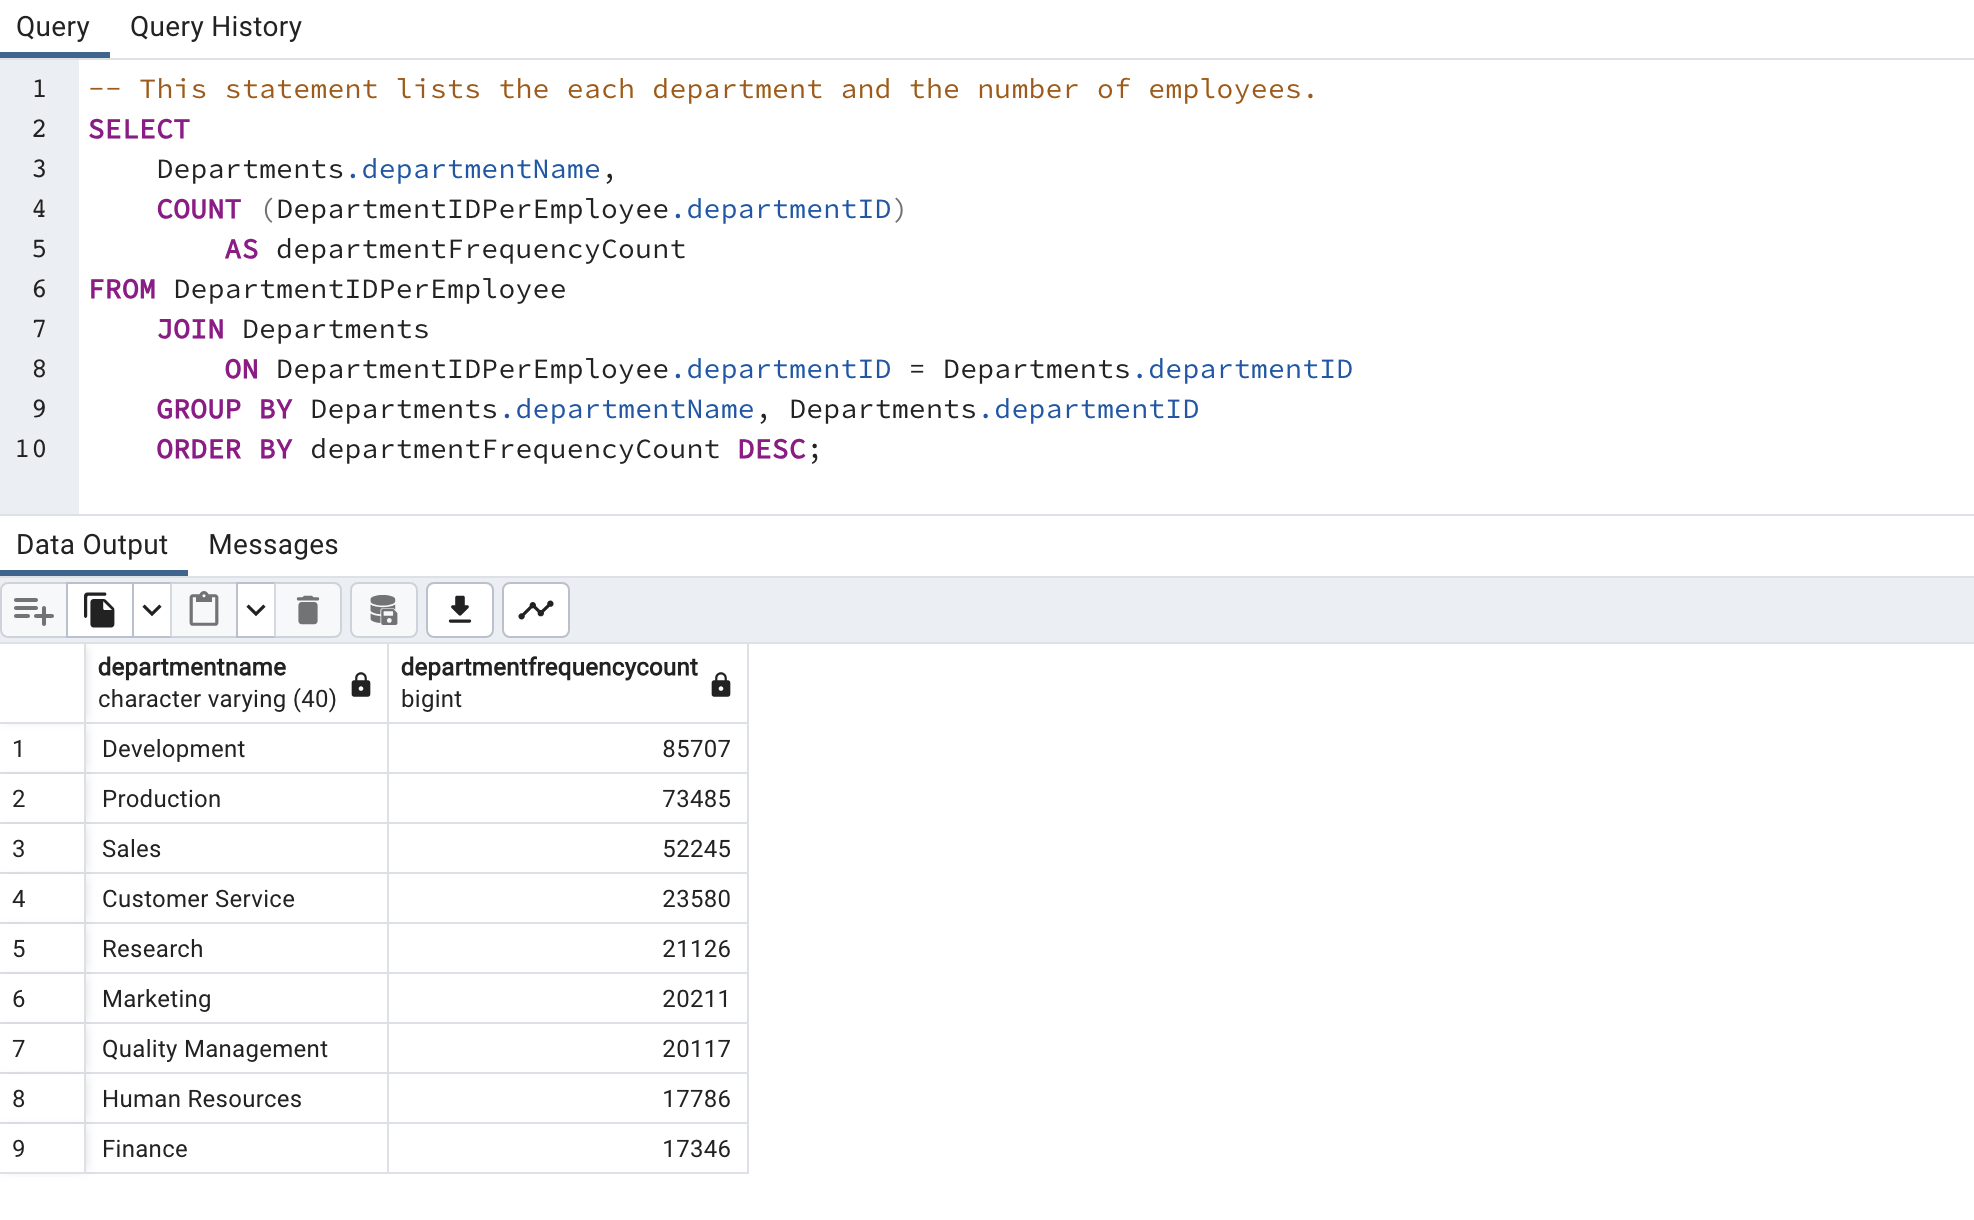 Query Query History
1 -- This statement lists the each department and the number of employees.
2 SELECT
3 Departments.departmentName,
4 COUNT (DepartmentIDPerEmployee.departmentID)
5 AS departmentFrequencyCount
6 FROM DepartmentIDPerEmployee
7 JOIN Departments
8 ON DepartmentIDPerEmployee.departmentID = Departments.departmentID
9 GROUP BY Departments.departmentName, Departments.departmentID
10 ORDER BY departmentFrequencyCount DESC;
Data Output Messages
departmentname departmentfrequencycount
character varying (40) bigint
1 Development 85707
2 Production 73485
3 Sales 52245
4 Customer Service 23580
5 Research 21126
6 Marketing 20211
7 Quality Management 20117
8 Human Resources 17786
9 Finance 17346